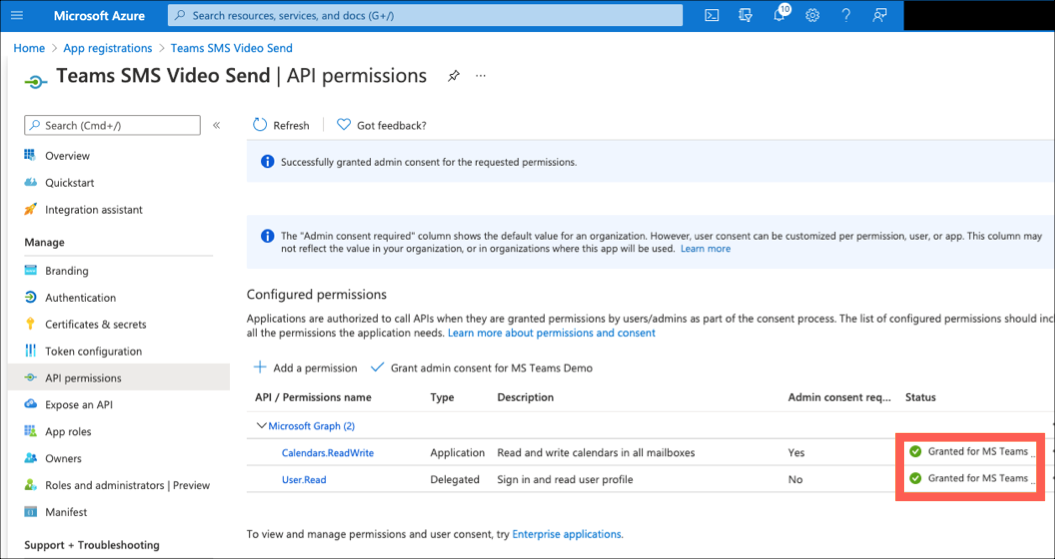 Microsoft Azure
Search resources, services, and docs (G+/)
10
Home > App registrations > Teams SMS Video Send
Teams SMS Video Send | API permissions
Search (Cmd+/)
Refresh
Got feedback?
Successfully granted admin consent for the requested permissions.
Overview
Quickstart
Integration assistant
Manage
Branding
Authentication
Certificates & secrets
Token configuration
API permissions
Expose an API
App roles
Owners
Roles and administrators | Preview
Manifest
Support + Troubleshooting
The "Admin consent required" column shows the default value for an organization. However, user consent can be customized per permission, user, or app. This column may
not reflect the value in your organization, or in organizations where this app will be used. Learn more
Configured permissions
Applications are authorized to call APIs when they are granted permissions by users/admins as part of the consent process. The list of configured permissions should inc
all the permissions the application needs. Learn more about permissions and consent
Add a permission
Grant admin consent for MS Teams Demo
API / Permissions name Type Description Admin consent req... Status
Microsoft Graph (2)
Calendars.ReadWrite Application Read and write calendars in all mailboxes Yes Granted for MS Teams ...
User.Read Delegated Sign in and read user profile No Granted for MS Teams ...
To view and manage permissions and user consent, try Enterprise applications.